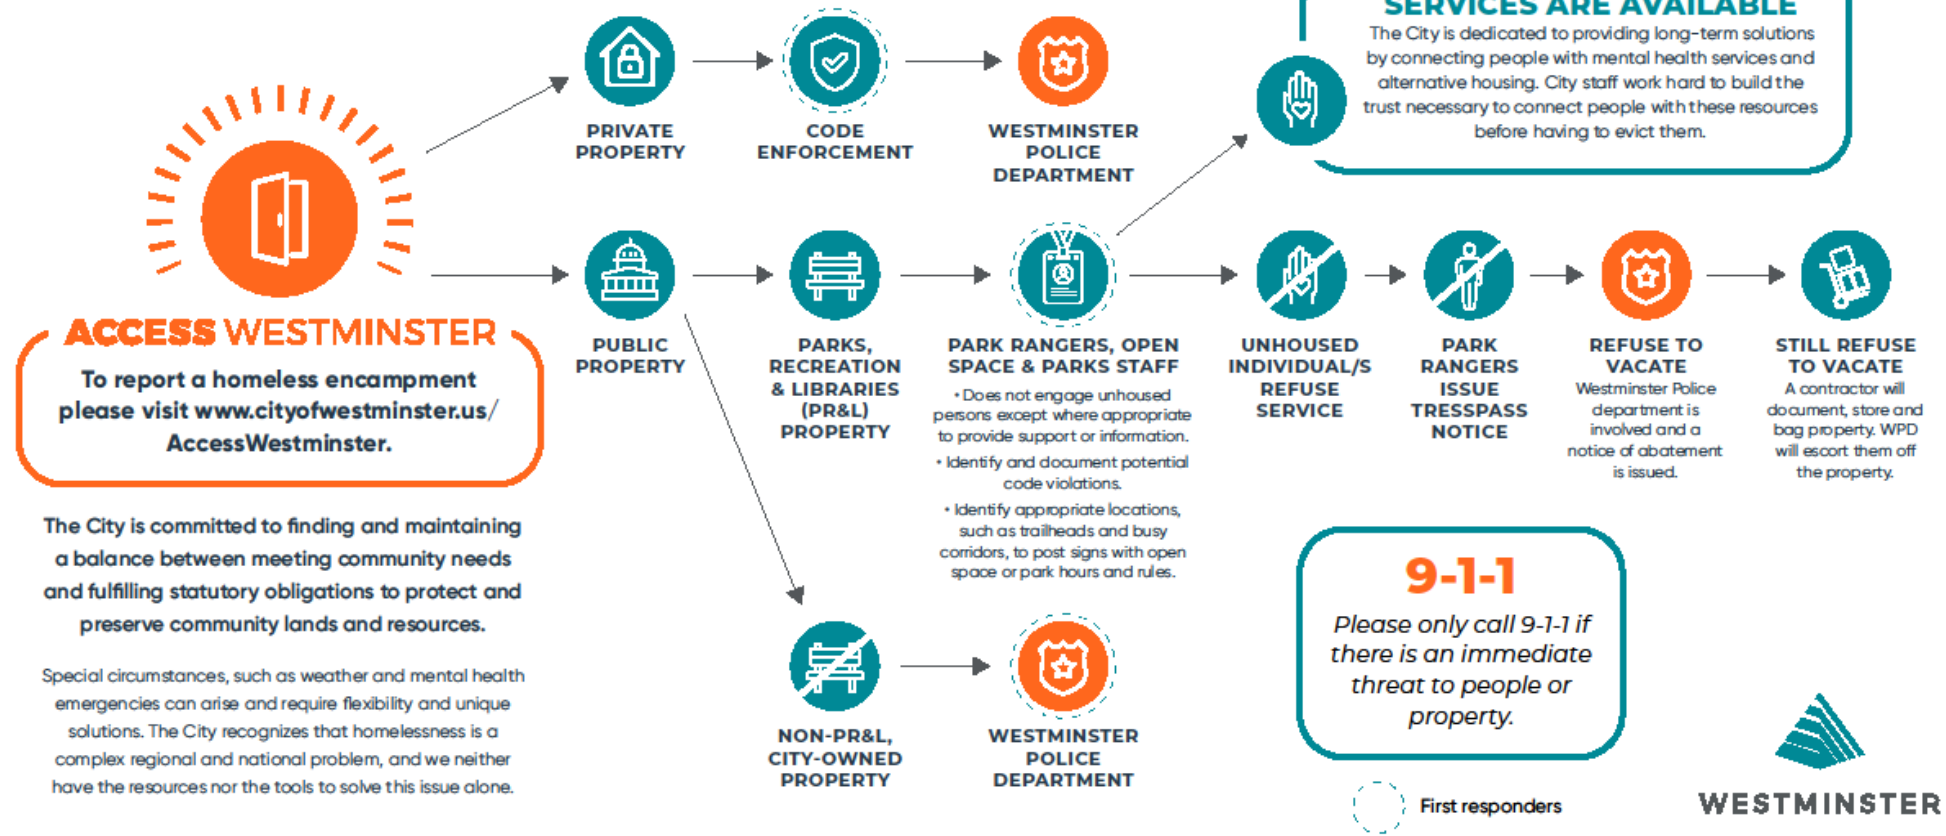 SERVICES ARE AVAILABLE
The City is dedicated to providing long-term solutions
by connecting people with mental health services and
alternative housing. City staff work hard to build the
trust necessary to connect people with these resources
before having to evict them.
PRIVATE
PROPERTY
CODE
ENFORCEMENT
WESTMINSTER
POLICE
DEPARTMENT
ACCESS WESTMINSTER
To report a homeless encampment
please visit www.cityofwestminster.us/
AccessWestminster.
The City is committed to finding and maintaining
a balance between meeting community needs
and fulfilling statutory obligations to protect and
preserve community lands and resources.
Special circumstances, such as weather and mental health
emergencies can arise and require flexibility and unique
solutions. The City recognizes that homelessness is a
complex regional and national problem, and we neither
have the resources nor the tools to solve this issue alone.
PUBLIC
PROPERTY
PARKS,
RECREATION
& LIBRARIES
(PR&L)
PROPERTY
PARK RANGERS, OPEN
SPACE & PARKS STAFF
• Does not engage unhoused
persons except where appropriate
to provide support or information.
• Identify and document potential
code violations.
• Identify appropriate locations,
such as trailheads and busy
corridors, to post signs with open
space or park hours and rules.
UNHOUSED
INDIVIDUAL/S
REFUSE
SERVICE
PARK
RANGERS
ISSUE
TRESSPASS
NOTICE
REFUSE TO
VACATE
Westminster Police
department is
involved and a
notice of abatement
is issued.
STILL REFUSE
TO VACATE
A contractor will
document, store and
bag property. WPD
will escort them off
the property.
NON-PR&L,
CITY-OWNED
PROPERTY
WESTMINSTER
POLICE
DEPARTMENT
9-1-1
Please only call 9-1-1 if
there is an immediate
threat to people or
property.
First responders
WESTMINSTER